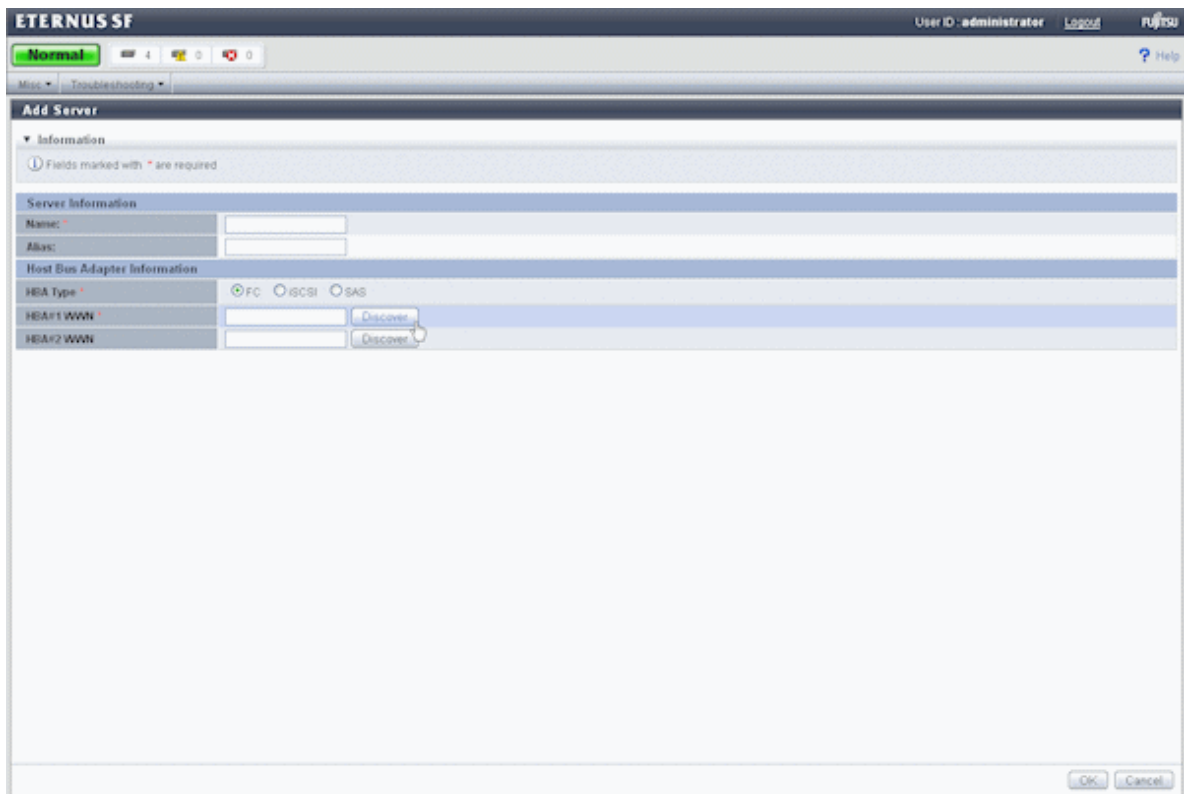 ETERNUS SF User ID : administrator Logout FUJITSU
Normal 4 0 0 ? Help
Misc Troubleshooting
Add Server
Information
Fields marked with * are required
Server Information
Name: *
Alias:
Host Bus Adapter Information
HBA Type * FC iSCSI SAS
HBA#1 WWN * Discover
HBA#2 WWN Discover
OK Cancel